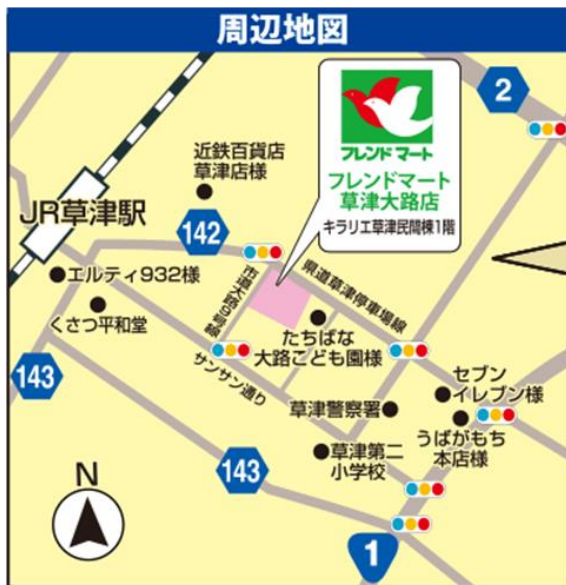 周辺地図
2
フレンドマート
フレンドマート
草津大路店
キラリエ草津民間棟1階
近鉄百貨店
草津店様
JR草津駅
142
エルティ932様
くさつ平和堂
市道大路9号線
県道草津停車場線
たちばな
大路こども園様
サンサン通り
143
セブン
イレブン様
草津警察署
うばがもち
本店様
草津第二
小学校
143
N
1